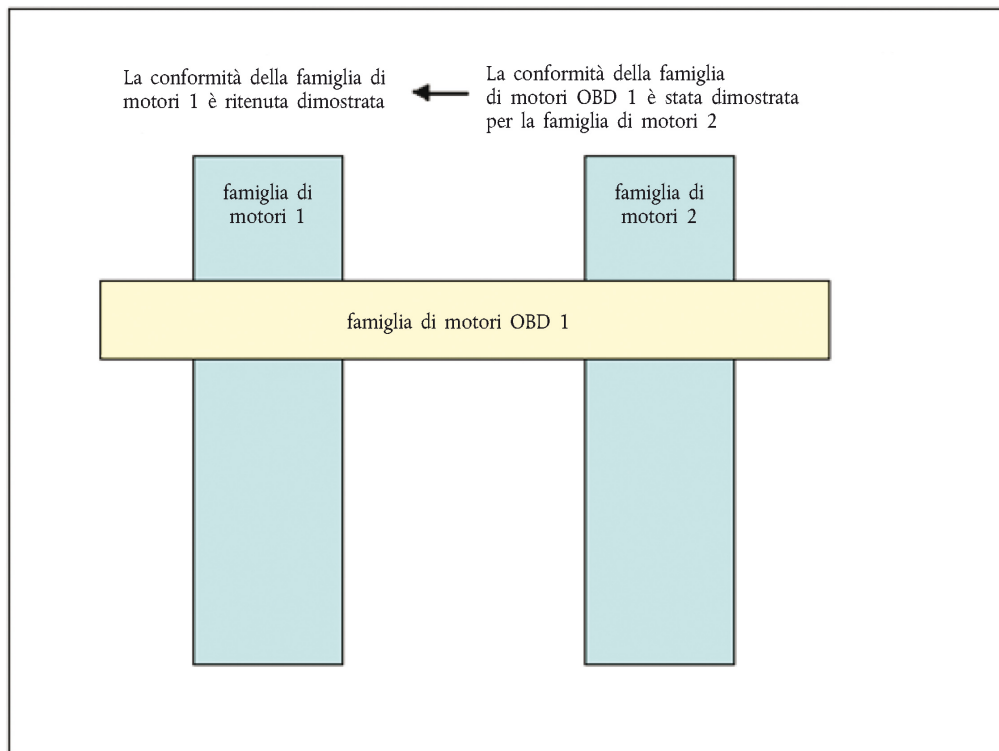 La conformità della famiglia di
motori 1 è ritenuta dimostrata
La conformità della famiglia
di motori OBD 1 è stata dimostrata
per la famiglia di motori 2
famiglia di
motori 1
famiglia di
motori 2
famiglia di motori OBD 1